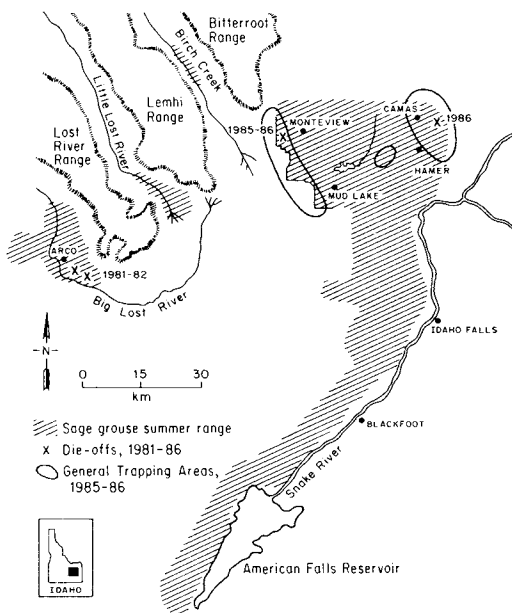 Bitterroot
Range
Birch Creek
Little Lost River
Lemhi
Range
Lost
River
Range
1985-86
MONTEVIEW
CAMAS
1986
HAMER
MUD LAKE
ARCO
1981-82
Big Lost River
N
0 15 30
km
IDAHO FALLS
BLACKFOOT
Snake River
Sage grouse summer range
x Die-offs, 1981-86
General Trapping Areas,
1985-86
American Falls Reservoir
IDAHO